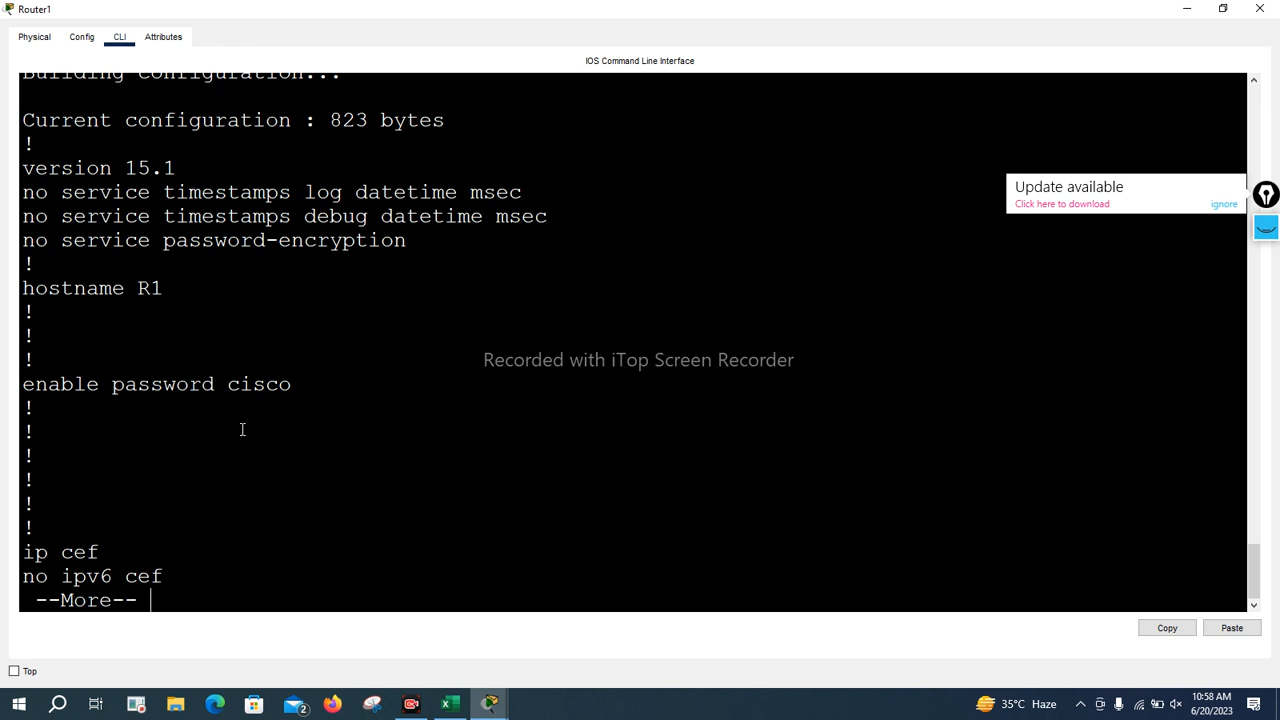 Router1
Physical Config CLI Attributes
IOS Command Line Interface
Building configuration...
Current configuration : 823 bytes
!
version 15.1
no service timestamps log datetime msec
no service timestamps debug datetime msec
no service password-encryption
!
hostname R1
!
!
!
enable password cisco
!
!
!
!
!
!
ip cef
no ipv6 cef
--More--
Update available
Click here to download ignore
Recorded with iTop Screen Recorder
Copy Paste
Top
2
35°C Haze
10:58 AM
6/20/2023